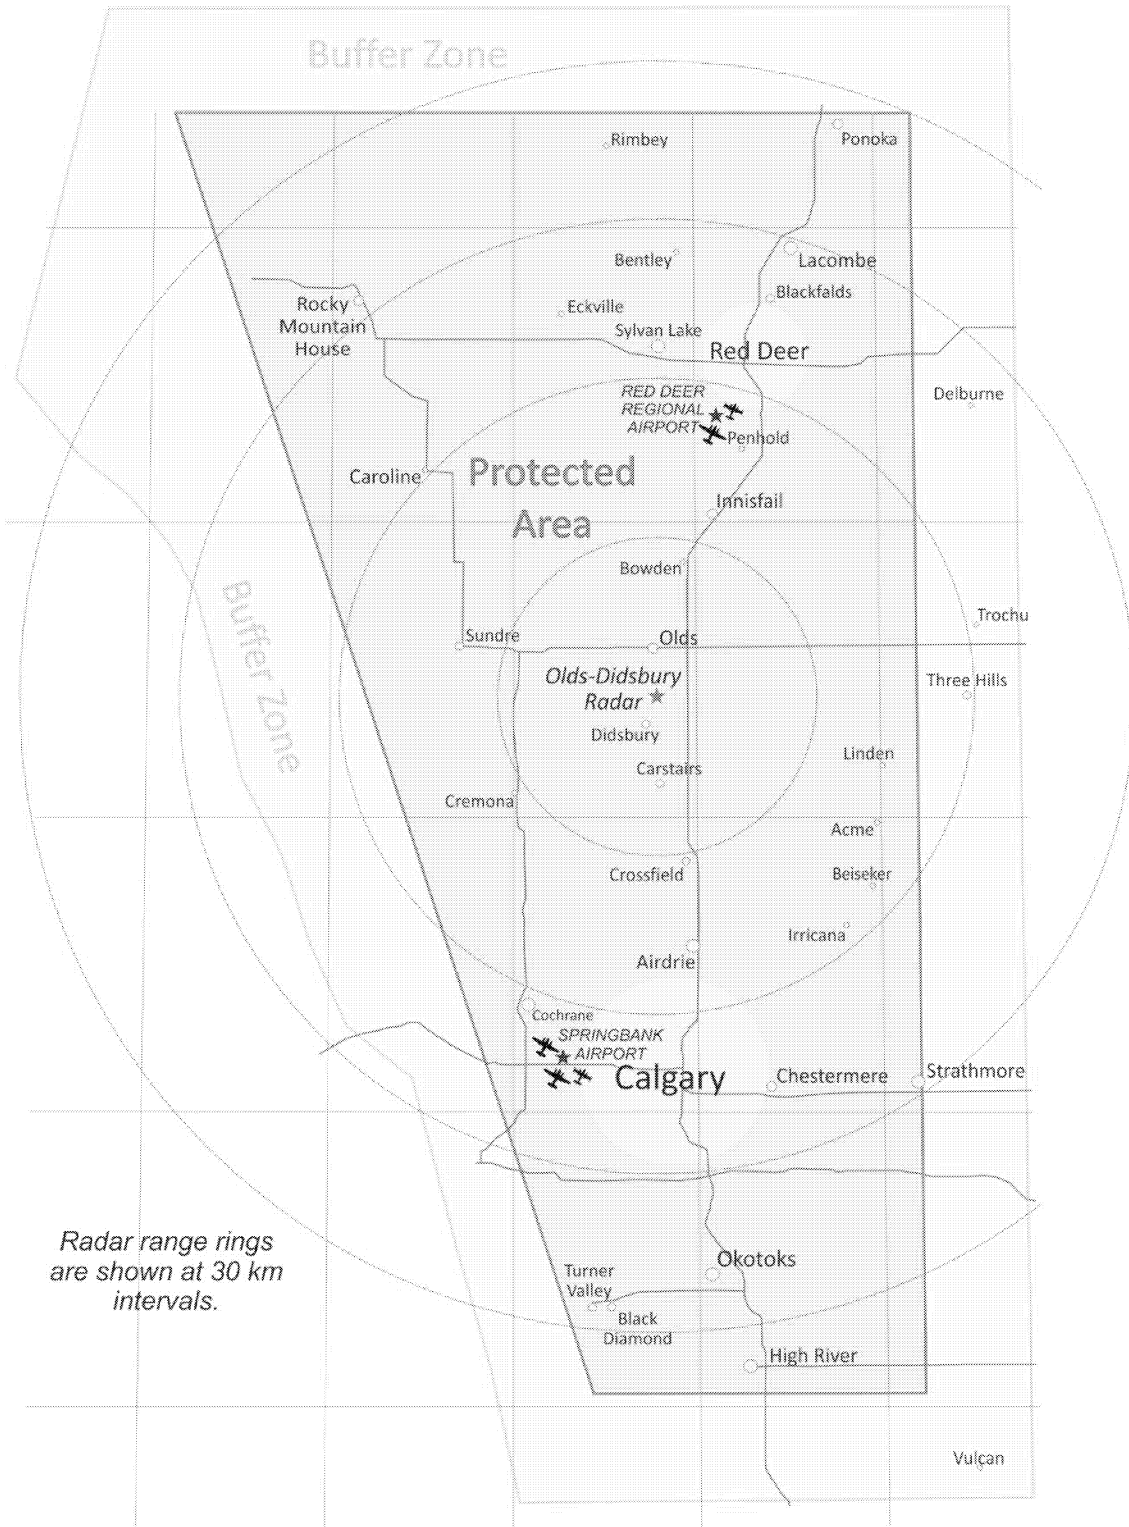 Buffer Zone
Rimbey
Ponoka
Bentley
Lacombe
Blackfalds
Rocky
Mountain
House
Eckville
Sylvan Lake
Red Deer
RED DEER
REGIONAL
AIRPORT
Delburne
Penhold
Caroline
Protected
Area
Innisfail
Bowden
Buffer Zone
Trochu
Sundre
Olds
Olds-Didsbury
Radar
Three Hills
Didsbury
Linden
Carstairs
Cremona
Acme
Crossfield
Beiseker
Irricana
Airdrie
Cochrane
SPRINGBANK
AIRPORT
Calgary
Chestermere
Strathmore
Radar range rings
are shown at 30 km
intervals.
Okotoks
Turner
Valley
Black
Diamond
High River
Vulcan